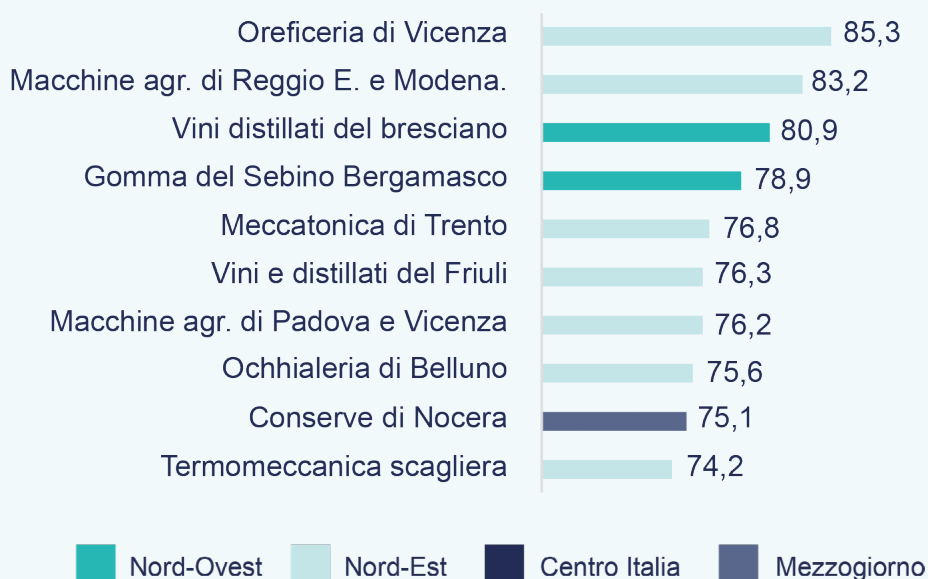 Oreficeria di Vicenza 85,3
Macchine agr. di Reggio E. e Modena. 83,2
Vini distillati del bresciano 80,9
Gomma del Sebino Bergamasco 78,9
Meccatonica di Trento 76,8
Vini e distillati del Friuli 76,3
Macchine agr. di Padova e Vicenza 76,2
Ochhialeria di Belluno 75,6
Conserve di Nocera 75,1
Termomeccanica scagliera 74,2
Nord-Ovest Nord-Est Centro Italia Mezzogiorno